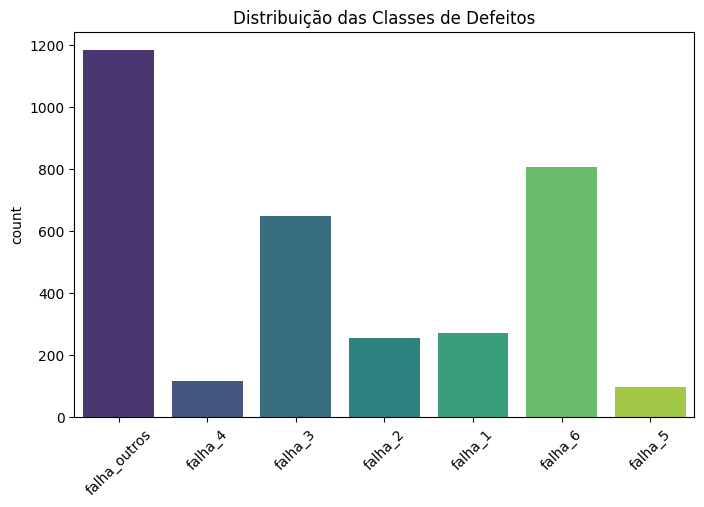 Distribuição das Classes de Defeitos
count
1200
1000
800
600
400
200
0
falha_outros
falha_4
falha_3
falha_2
falha_1
falha_6
falha_5